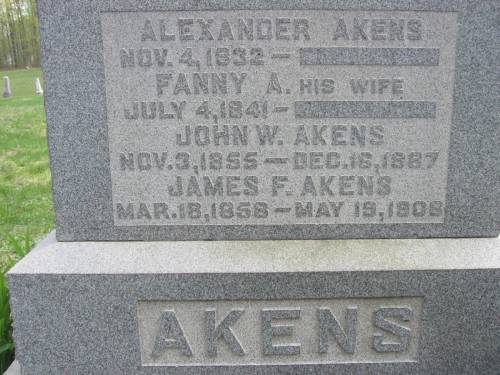 ALEXANDER AKENS
NOV. 4, 1832 –
FANNY A. HIS WIFE
JULY 4, 1841 –
JOHN W. AKENS
NOV. 3, 1855 – DEC. 16, 1887
JAMES F. AKENS
MAR. 18, 1858 – MAY 19, 1908
AKENS